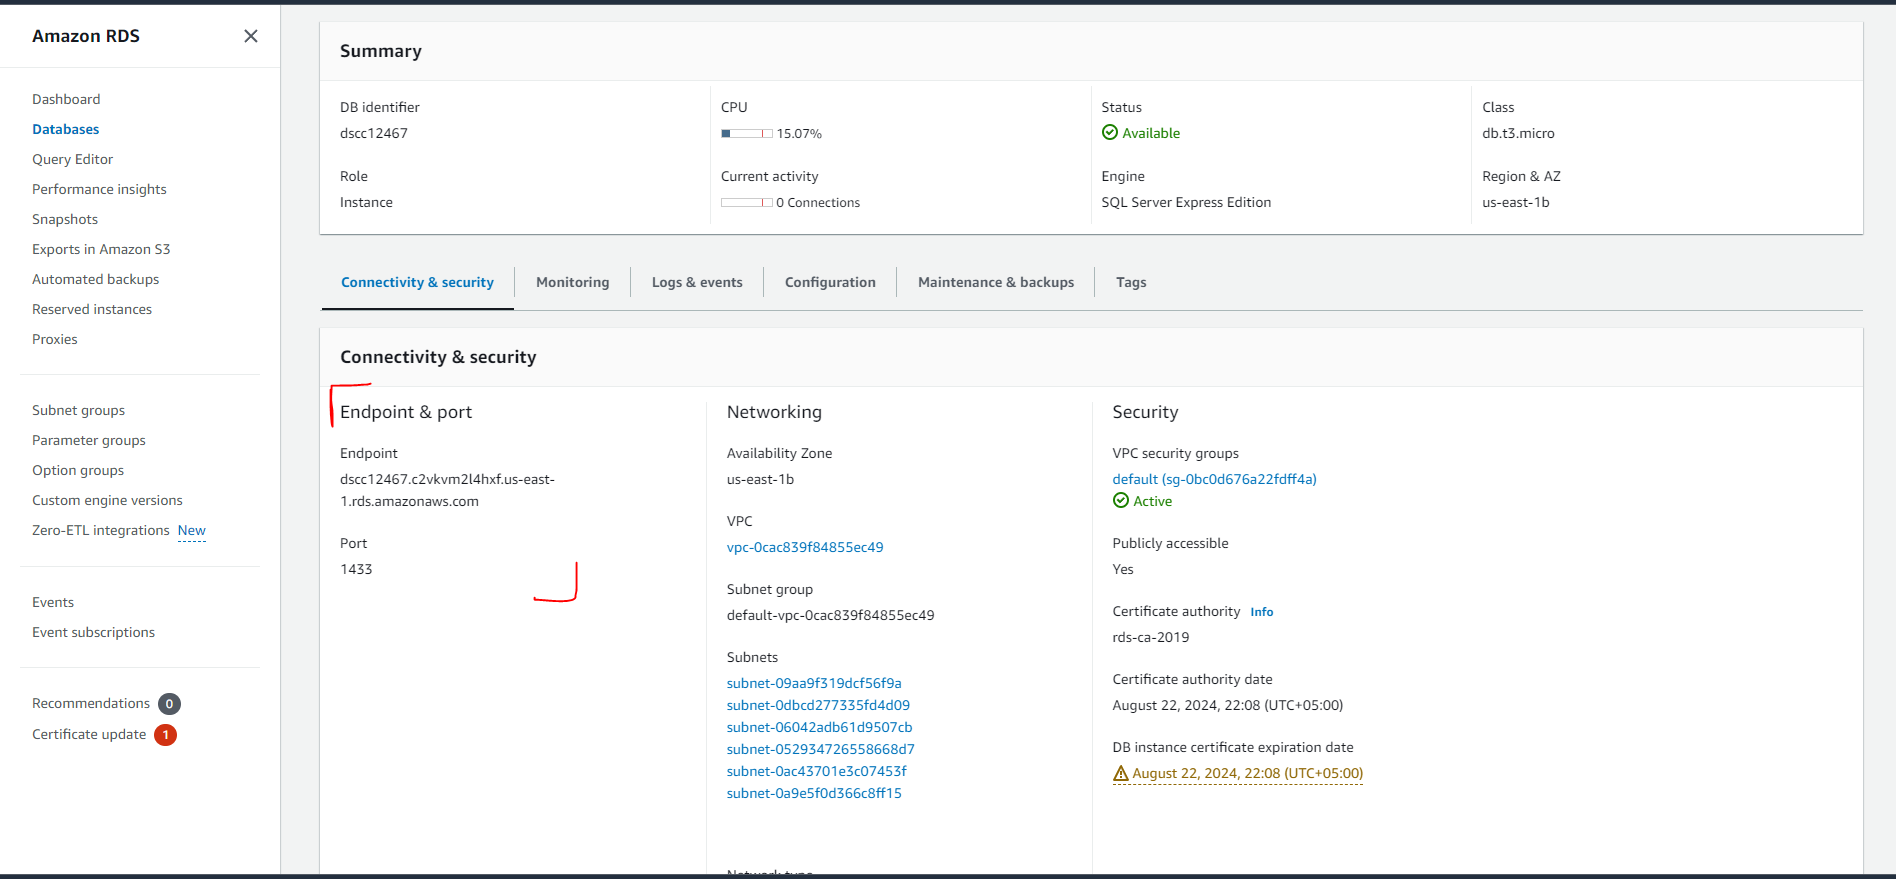 Amazon RDS
Dashboard
Databases
Query Editor
Performance insights
Snapshots
Exports in Amazon S3
Automated backups
Reserved instances
Proxies
Subnet groups
Parameter groups
Option groups
Custom engine versions
Zero-ETL integrations New
Events
Event subscriptions
Recommendations 0
Certificate update 1
Summary
DB identifier
dscc12467
Role
Instance
CPU
15.07%
Current activity
0 Connections
Status
Available
Engine
SQL Server Express Edition
Class
db.t3.micro
Region & AZ
us-east-1b
Connectivity & security
Monitoring
Logs & events
Configuration
Maintenance & backups
Tags
Connectivity & security
Endpoint & port
Endpoint
dscc12467.c2vkvm2l4hxf.us-east-
1.rds.amazonaws.com
Port
1433
Networking
Availability Zone
us-east-1b
VPC
vpc-0cac839f84855ec49
Subnet group
default-vpc-0cac839f84855ec49
Subnets
subnet-09aa9f319dcf56f9a
subnet-0dbcd277335fd4d09
subnet-06042adb61d9507cb
subnet-052934726558668d7
subnet-0ac43701e3c07453f
subnet-0a9e5f0d366c8ff15
Network type
Security
VPC security groups
default (sg-0bc0d676a22fdff4a)
Active
Publicly accessible
Yes
Certificate authority Info
rds-ca-2019
Certificate authority date
August 22, 2024, 22:08 (UTC+05:00)
DB instance certificate expiration date
August 22, 2024, 22:08 (UTC+05:00)